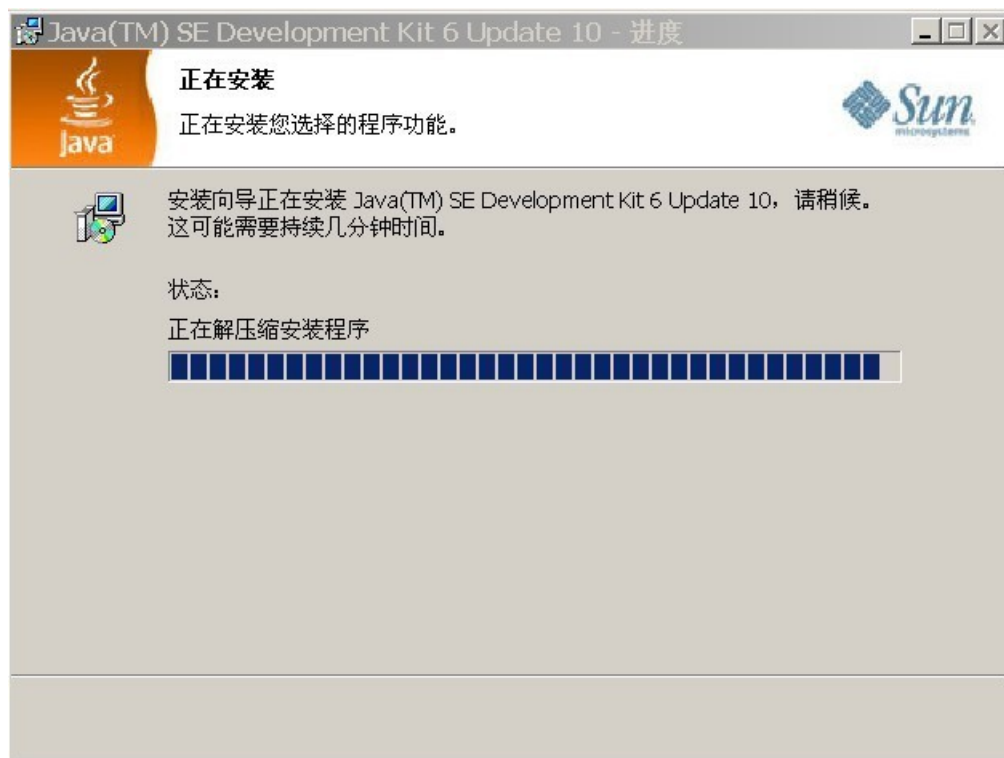 Java(TM) SE Development Kit 6 Update 10 - 进度
正在安装
正在安装您选择的程序功能。
Java
Sun
microsystems
安装向导正在安装 Java(TM) SE Development Kit 6 Update 10，请稍候。
这可能需要持续几分钟时间。
状态：
正在解压缩安装程序